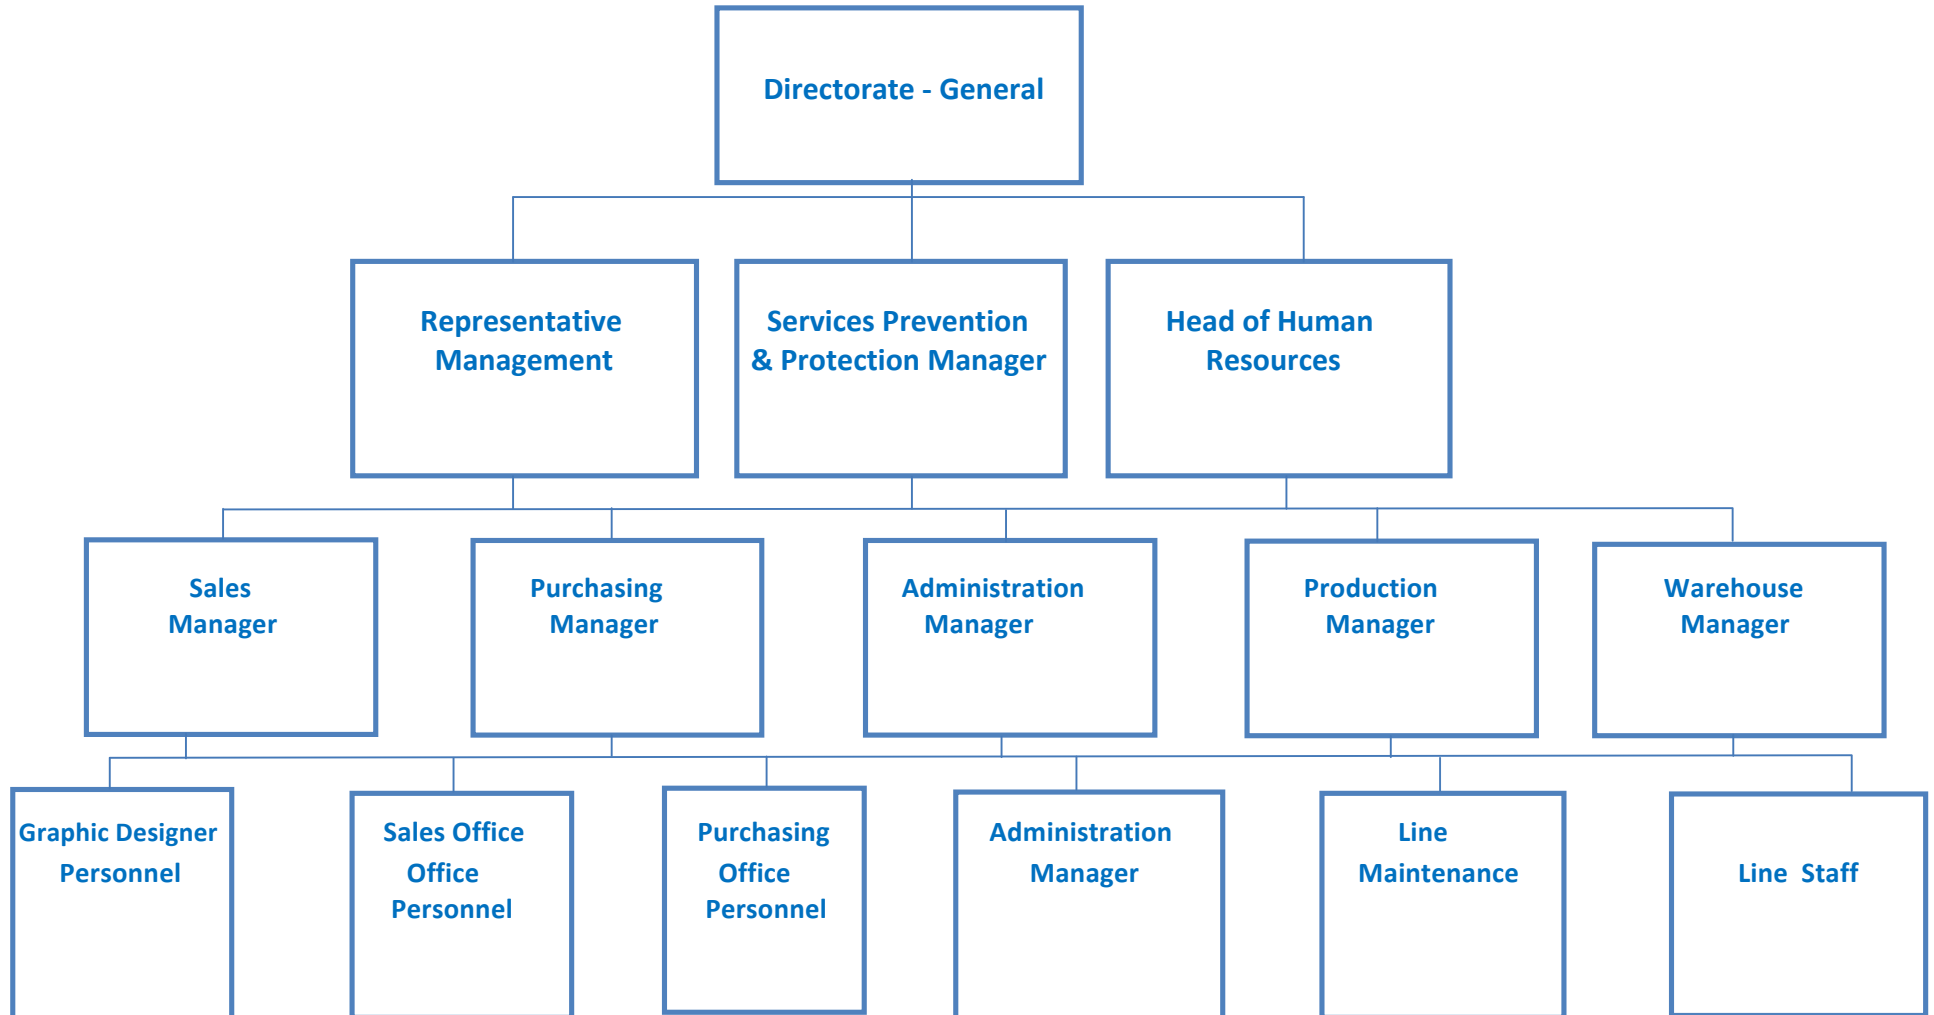 Directorate - General
Representative
Management
Services Prevention
& Protection Manager
Head of Human
Resources
Sales
Manager
Purchasing
Manager
Administration
Manager
Production
Manager
Warehouse
Manager
Graphic Designer
Personnel
Sales Office
Office
Personnel
Purchasing
Office
Personnel
Administration
Manager
Line
Maintenance
Line Staff